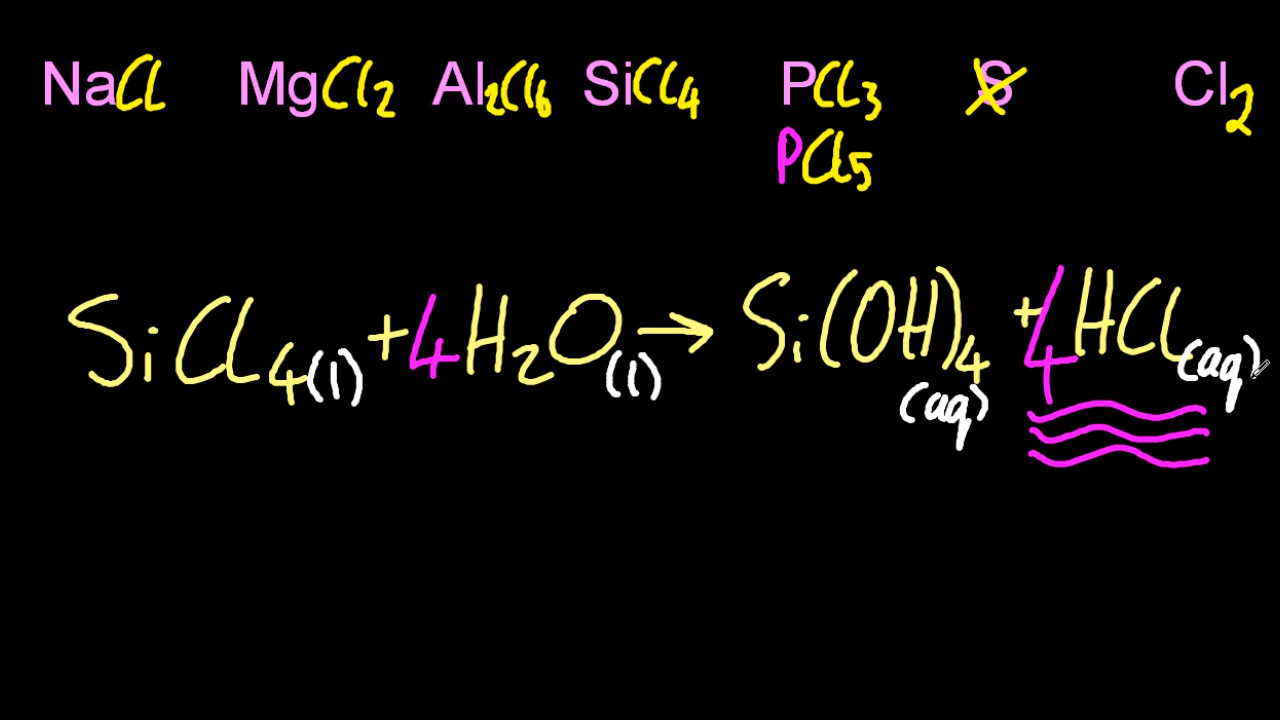 NaCl MgCl2 Al2Cl6 SiCl4 PCl3 S Cl2
PCl5
SiCl4(l) + 4H2O(l) → Si(OH)4(aq) + 4HCl(aq)